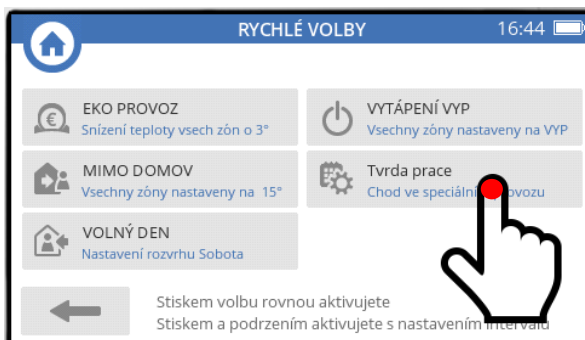 RYCHLÉ VOLBY 16:44
EKO PROVOZ
Snízení teploty vsech zón o 3°
VYTÁPENÍ VYP
Vsechny zóny nastaveny na VYP
MIMO DOMOV
Vsechny zóny nastaveny na 15°
Tvrda prace
Chod ve speciální
VOLNÝ DEN
Nastavení rozvrhu Sobota
Stiskem volbu rovnou aktivujete
Stiskem a podrzením aktivujete s nastavením intervalu